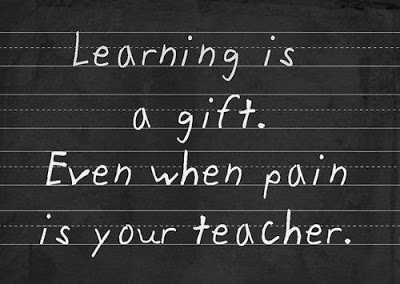 Learning is
a gift.
Even when pain
is your teacher.